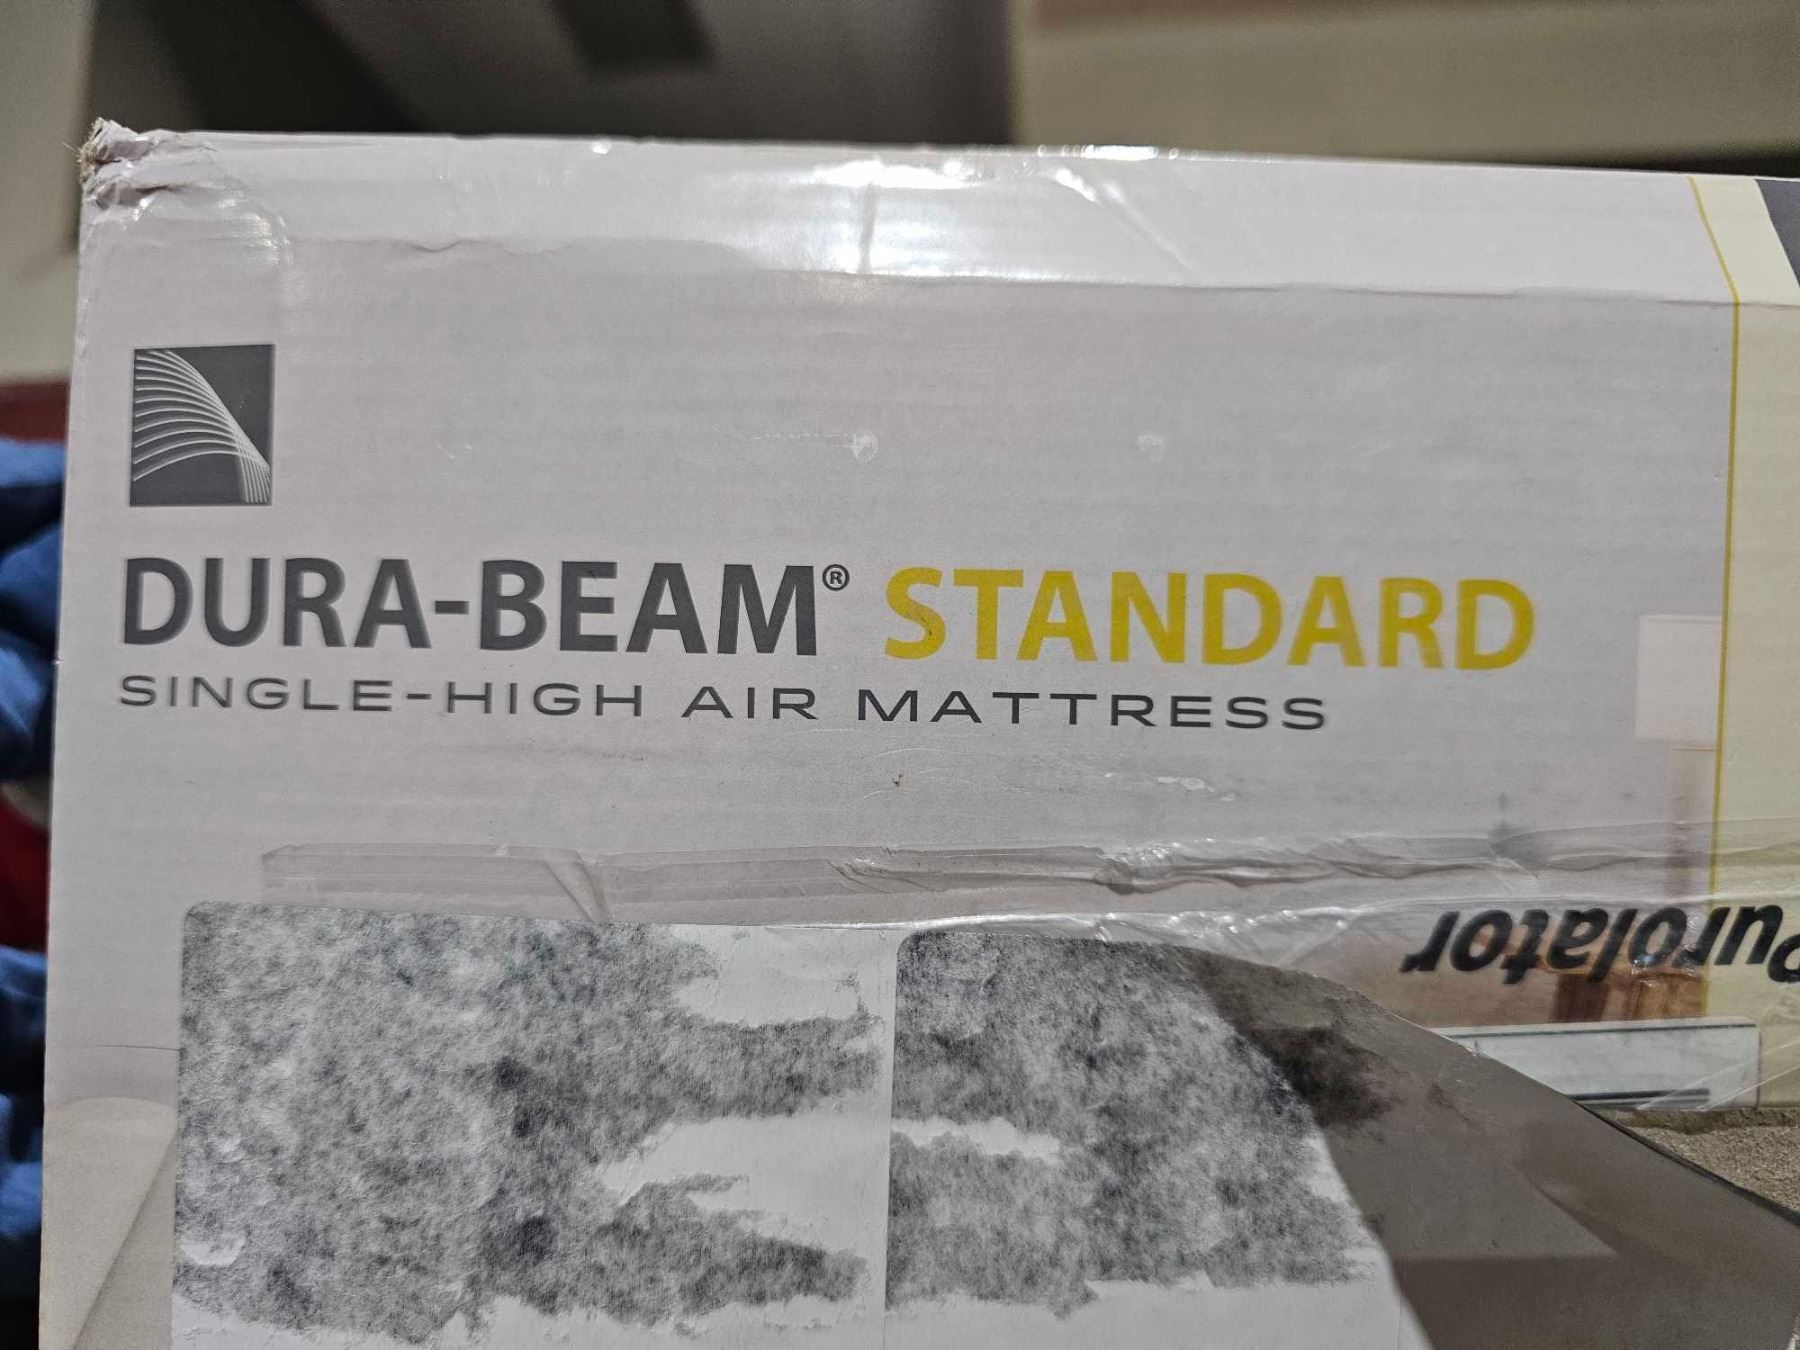 DURA-BEAM® STANDARD
SINGLE-HIGH AIR MATTRESS
Purolator